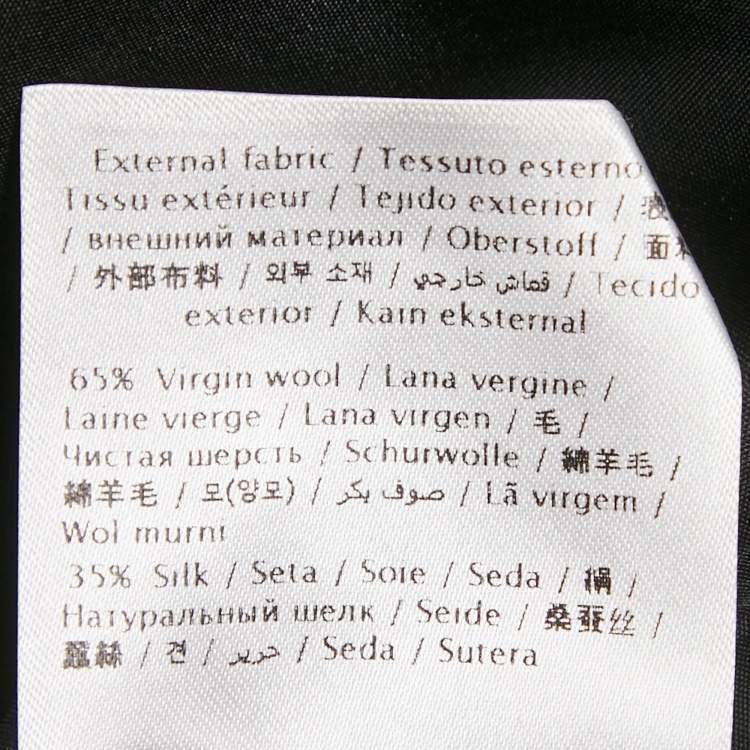 External fabric / Tessuto esterno
Tissu extérieur / Tejido exterior /
/ внешний материал / Oberstoff / 面料
/ 外部布料 / 외부 소재 / قماش خارجي / Tecido
exterior / Kain eksternal
65% Virgin wool / Lana vergine /
Laine vierge / Lana virgen / 毛 /
Чистая шерсть / Schurwolle / 綿羊毛 /
綿羊毛 / 모(양모) / صوف بكر / Lã virgem /
Wol murni
35% Silk / Seta / Soie / Seda / 絹 /
Натуральный шелк / Seide / 桑蚕丝 /
蠶絲 / 견 / حرير / Seda / Sutera